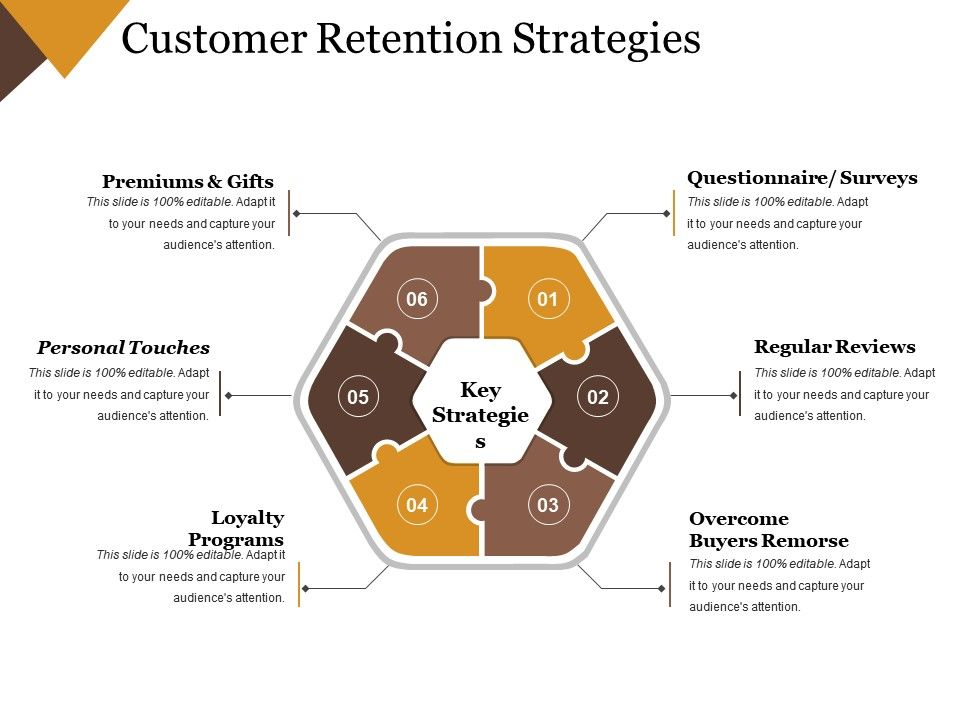 Customer Retention Strategies
Premiums & Gifts
This slide is 100% editable. Adapt it
to your needs and capture your
audience's attention.
Questionnaire/ Surveys
This slide is 100% editable. Adapt
it to your needs and capture your
audience's attention.
Personal Touches
This slide is 100% editable. Adapt
it to your needs and capture your
audience's attention.
Regular Reviews
This slide is 100% editable. Adapt
it to your needs and capture your
audience's attention.
Loyalty
Programs
This slide is 100% editable. Adapt it
to your needs and capture your
audience's attention.
Overcome
Buyers Remorse
This slide is 100% editable. Adapt
it to your needs and capture your
audience's attention.
06
01
05
02
04
03
Key
Strategie
s